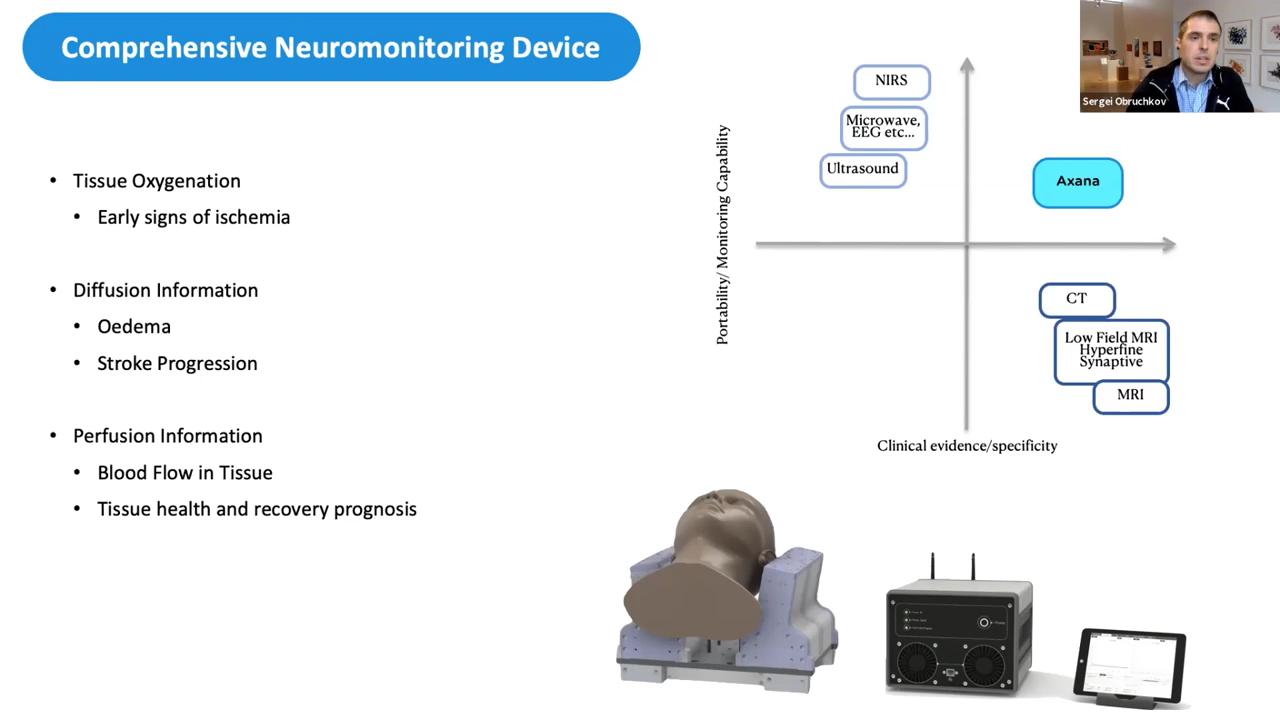 Comprehensive Neuromonitoring Device
Sergei Obruchkov
• Tissue Oxygenation
• Early signs of ischemia
• Diffusion Information
• Oedema
• Stroke Progression
• Perfusion Information
• Blood Flow in Tissue
• Tissue health and recovery prognosis
Portability/ Monitoring Capability
NIRS
Microwave,
EEG etc...
Ultrasound
Axana
CT
Low Field MRI
Hyperfine
Synaptive
MRI
Clinical evidence/specificity